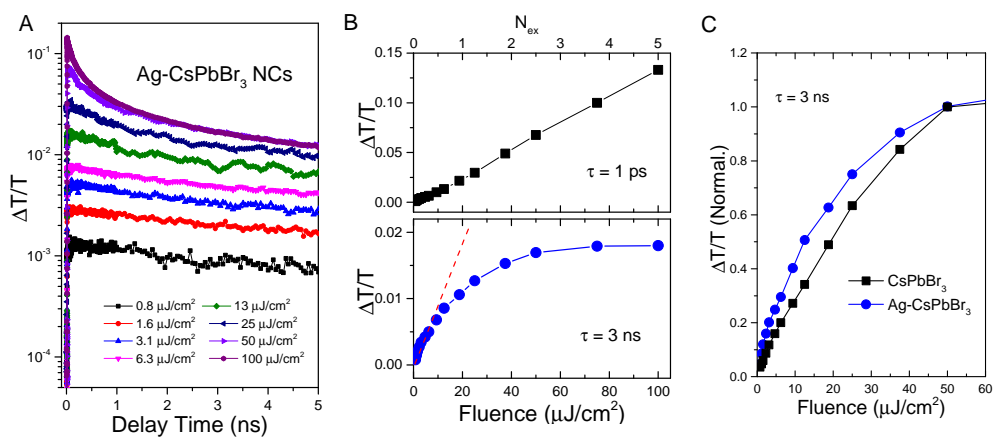 A
Ag-CsPbBr₃ NCs
ΔT/T
10⁻¹
10⁻²
10⁻³
10⁻⁴
0.8 μJ/cm²
1.6 μJ/cm²
3.1 μJ/cm²
6.3 μJ/cm²
13 μJ/cm²
25 μJ/cm²
50 μJ/cm²
100 μJ/cm²
0 1 2 3 4 5
Delay Time (ns)
B
N_ex
0 1 2 3 4 5
ΔT/T
0.15
0.10
0.05
0.00
τ = 1 ps
ΔT/T
0.02
0.01
0.00
τ = 3 ns
0 20 40 60 80 100
Fluence (μJ/cm²)
C
ΔT/T (Normal.)
1.2
1.0
0.8
0.6
0.4
0.2
0.0
τ = 3 ns
CsPbBr₃
Ag-CsPbBr₃
0 10 20 30 40 50 60
Fluence (μJ/cm²)